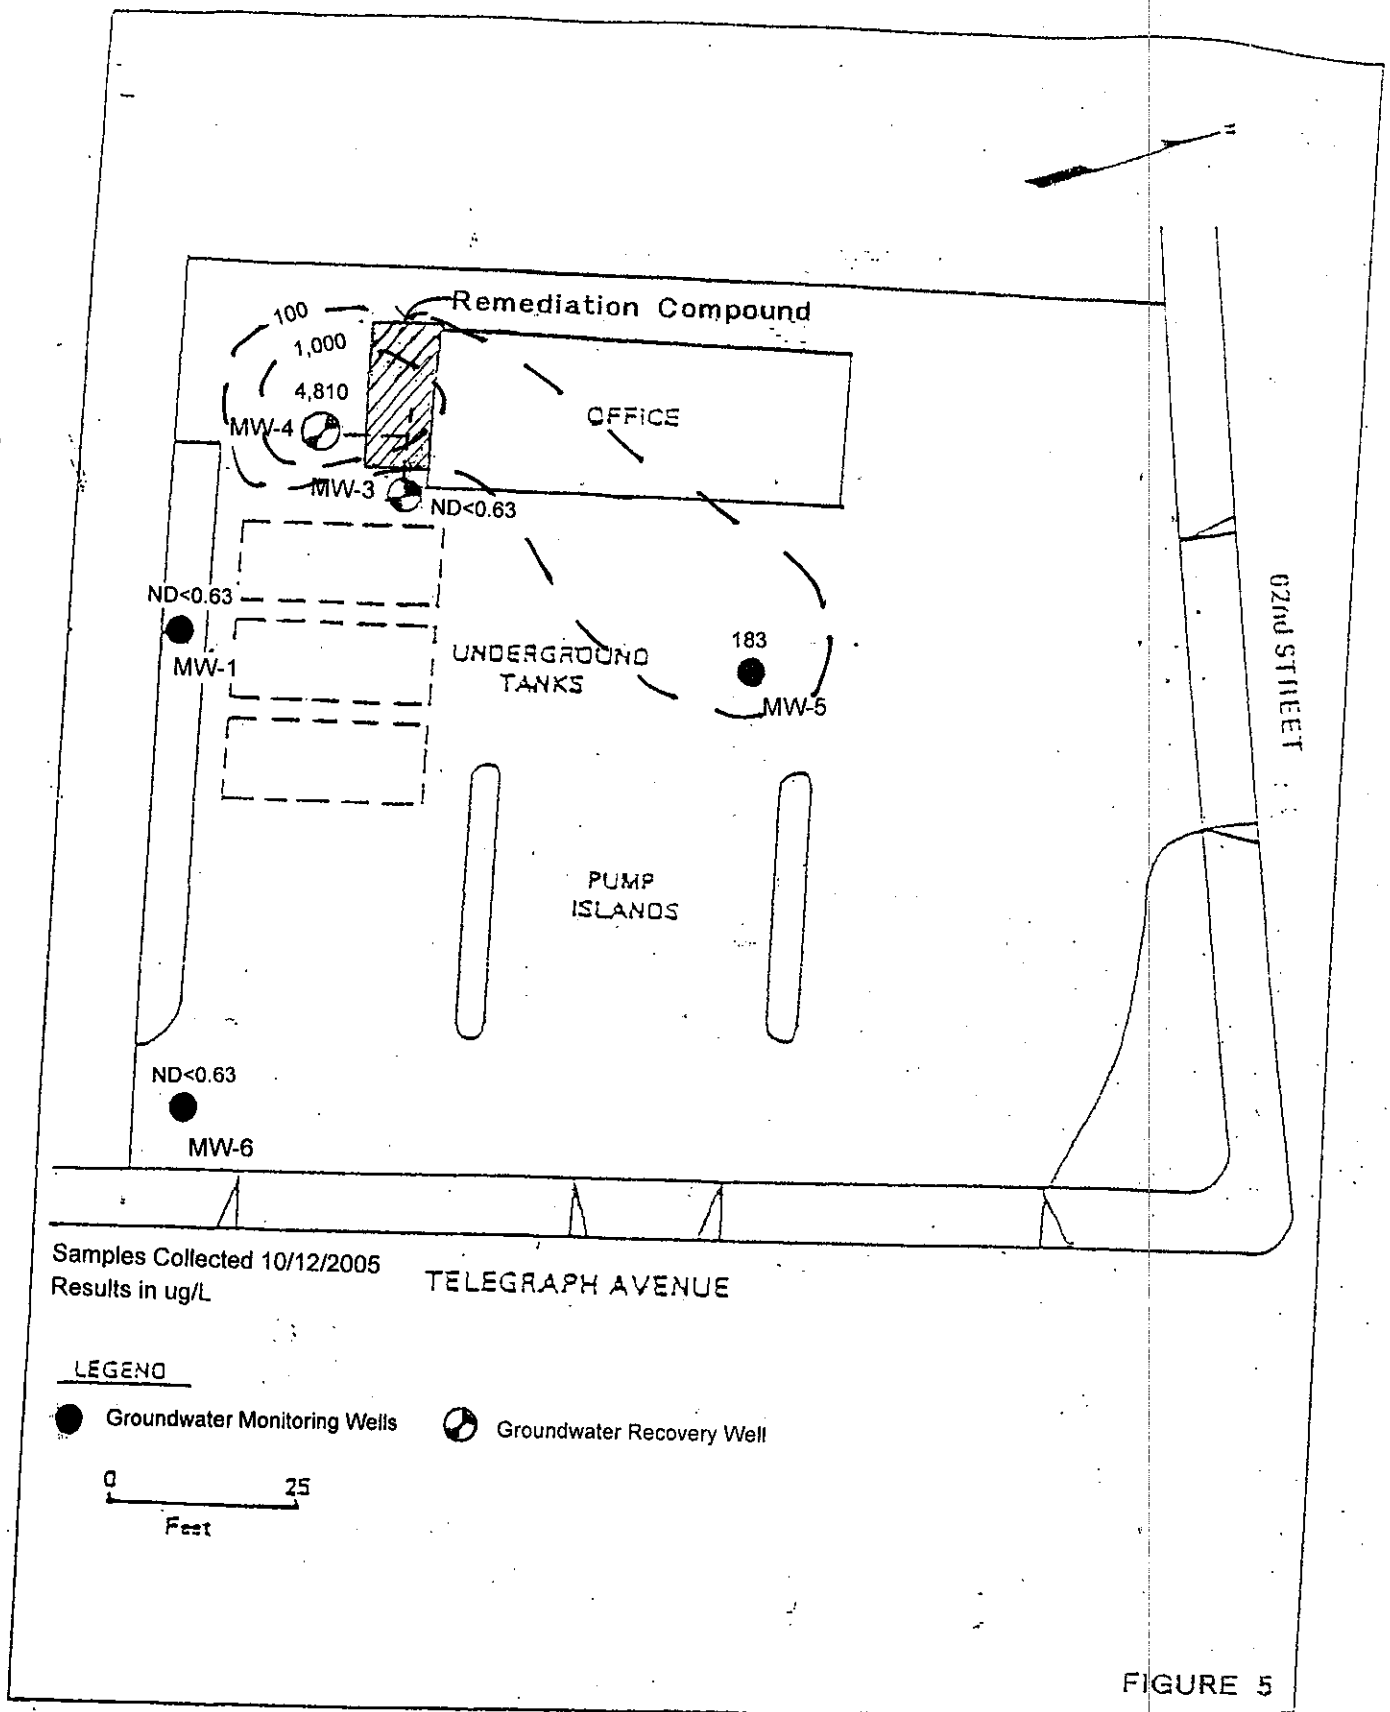 Remediation Compound
100
1,000
4,810
OFFICE
MW-4
MW-3
ND<0.63
ND<0.63
MW-1
UNDERGROUND
TANKS
183
MW-5
62nd STREET
PUMP
ISLANDS
ND<0.63
MW-6
Samples Collected 10/12/2005
Results in ug/L
TELEGRAPH AVENUE
LEGEND
Groundwater Monitoring Wells
Groundwater Recovery Well
0 25
Feet
FIGURE 5